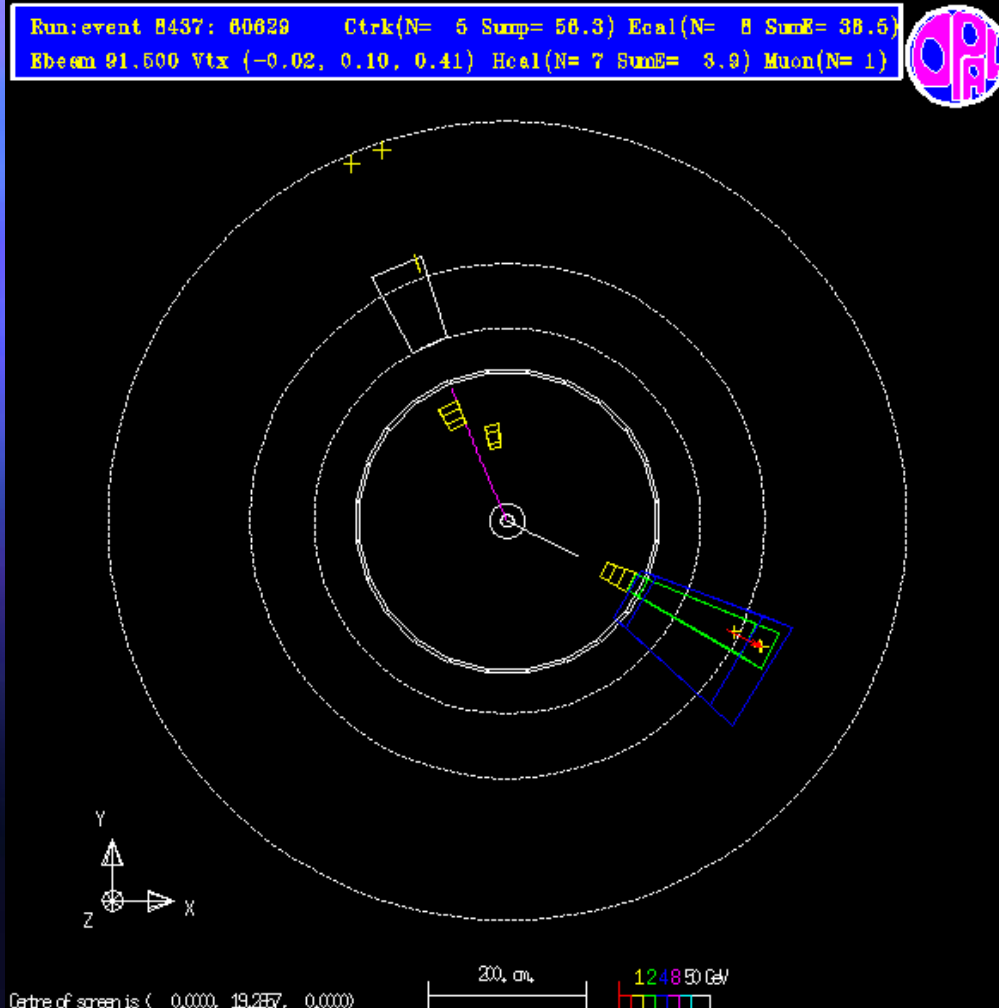 Run:event 8437: 60629 Ctrk(N= 5 Sump= 56.3) Ecal(N= 8 SumE= 38.5)
Ebeam 91.500 Vtx (-0.02, 0.10, 0.41) Hcal(N= 7 SumE= 3.9) Muon(N= 1)
OPAL
Y
X
Z
200. cm.
1 2 4 8 50 GeV
Centre of screen is ( 0.0000, 19.2857, 0.0000)